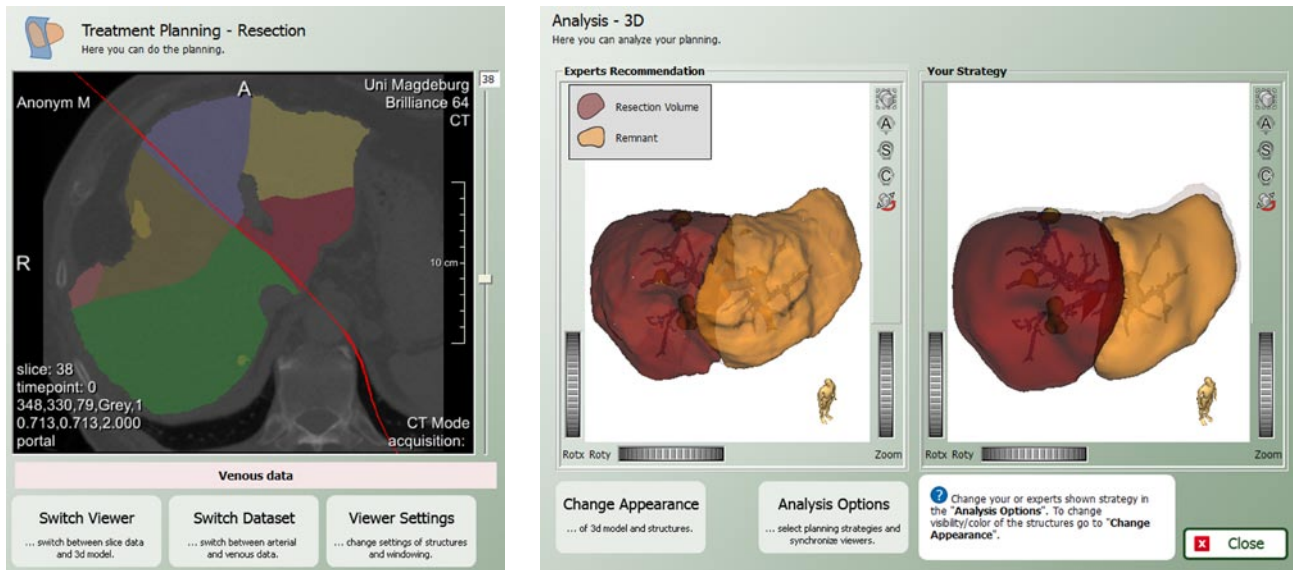 Treatment Planning - Resection
Here you can do the planning.
38
Anonym M
A
Uni Magdeburg
Brilliance 64
CT
R
10 cm
slice: 38
timepoint: 0
348,330,79,Grey,1
0.713,0.713,2.000
portal
CT Mode
acquisition:
Venous data
Switch Viewer
... switch between slice data
and 3d model.
Switch Dataset
... switch between arterial
and venous data.
Viewer Settings
... change settings of structures
and windowing.
Analysis - 3D
Here you can analyze your planning.
Experts Recommendation
Resection Volume
Remnant
A
S
C
Rotx Roty
Zoom
Your Strategy
A
S
C
Rotx Roty
Zoom
Change Appearance
... of 3d model and structures.
Analysis Options
... select planning strategies and
synchronize viewers.
? Change your or experts shown strategy in
the "Analysis Options". To change
visiblity/color of the structures go to "Change
Appearance".
x Close